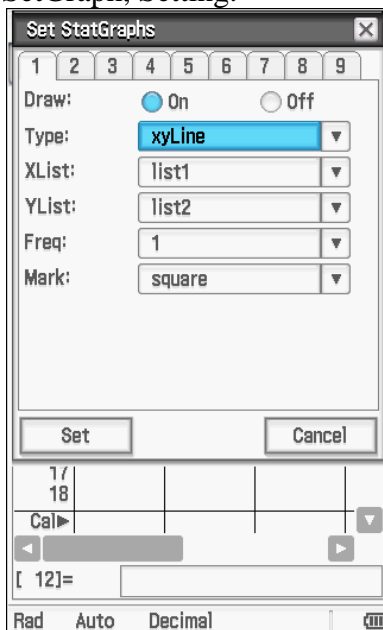 SetGraph, Setting.
Set StatGraphs
1 2 3 4 5 6 7 8 9
Draw: On Off
Type: xyLine
XList: list1
YList: list2
Freq: 1
Mark: square
Set Cancel
17
18
Cal
[ 12]=
Rad Auto Decimal